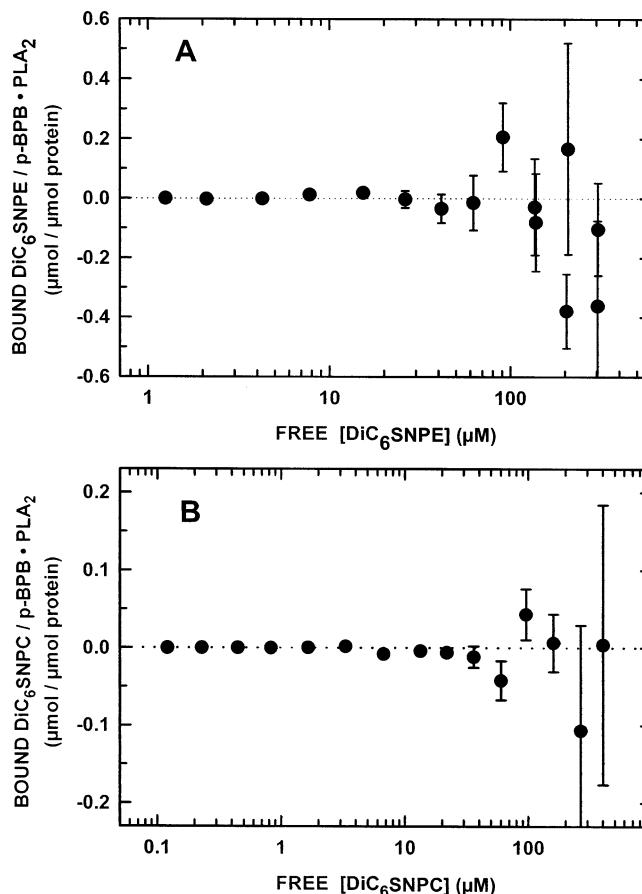 A
BOUND DiC6SNPE / p-BPB • PLA2
(µmol / µmol protein)
0.6
0.4
0.2
0.0
-0.2
-0.4
-0.6
1
10
100
FREE [DiC6SNPE] (µM)
B
BOUND DiC6SNPC / p-BPB • PLA2
(µmol / µmol protein)
0.2
0.1
0.0
-0.1
-0.2
0.1
1
10
100
FREE [DiC6SNPC] (µM)